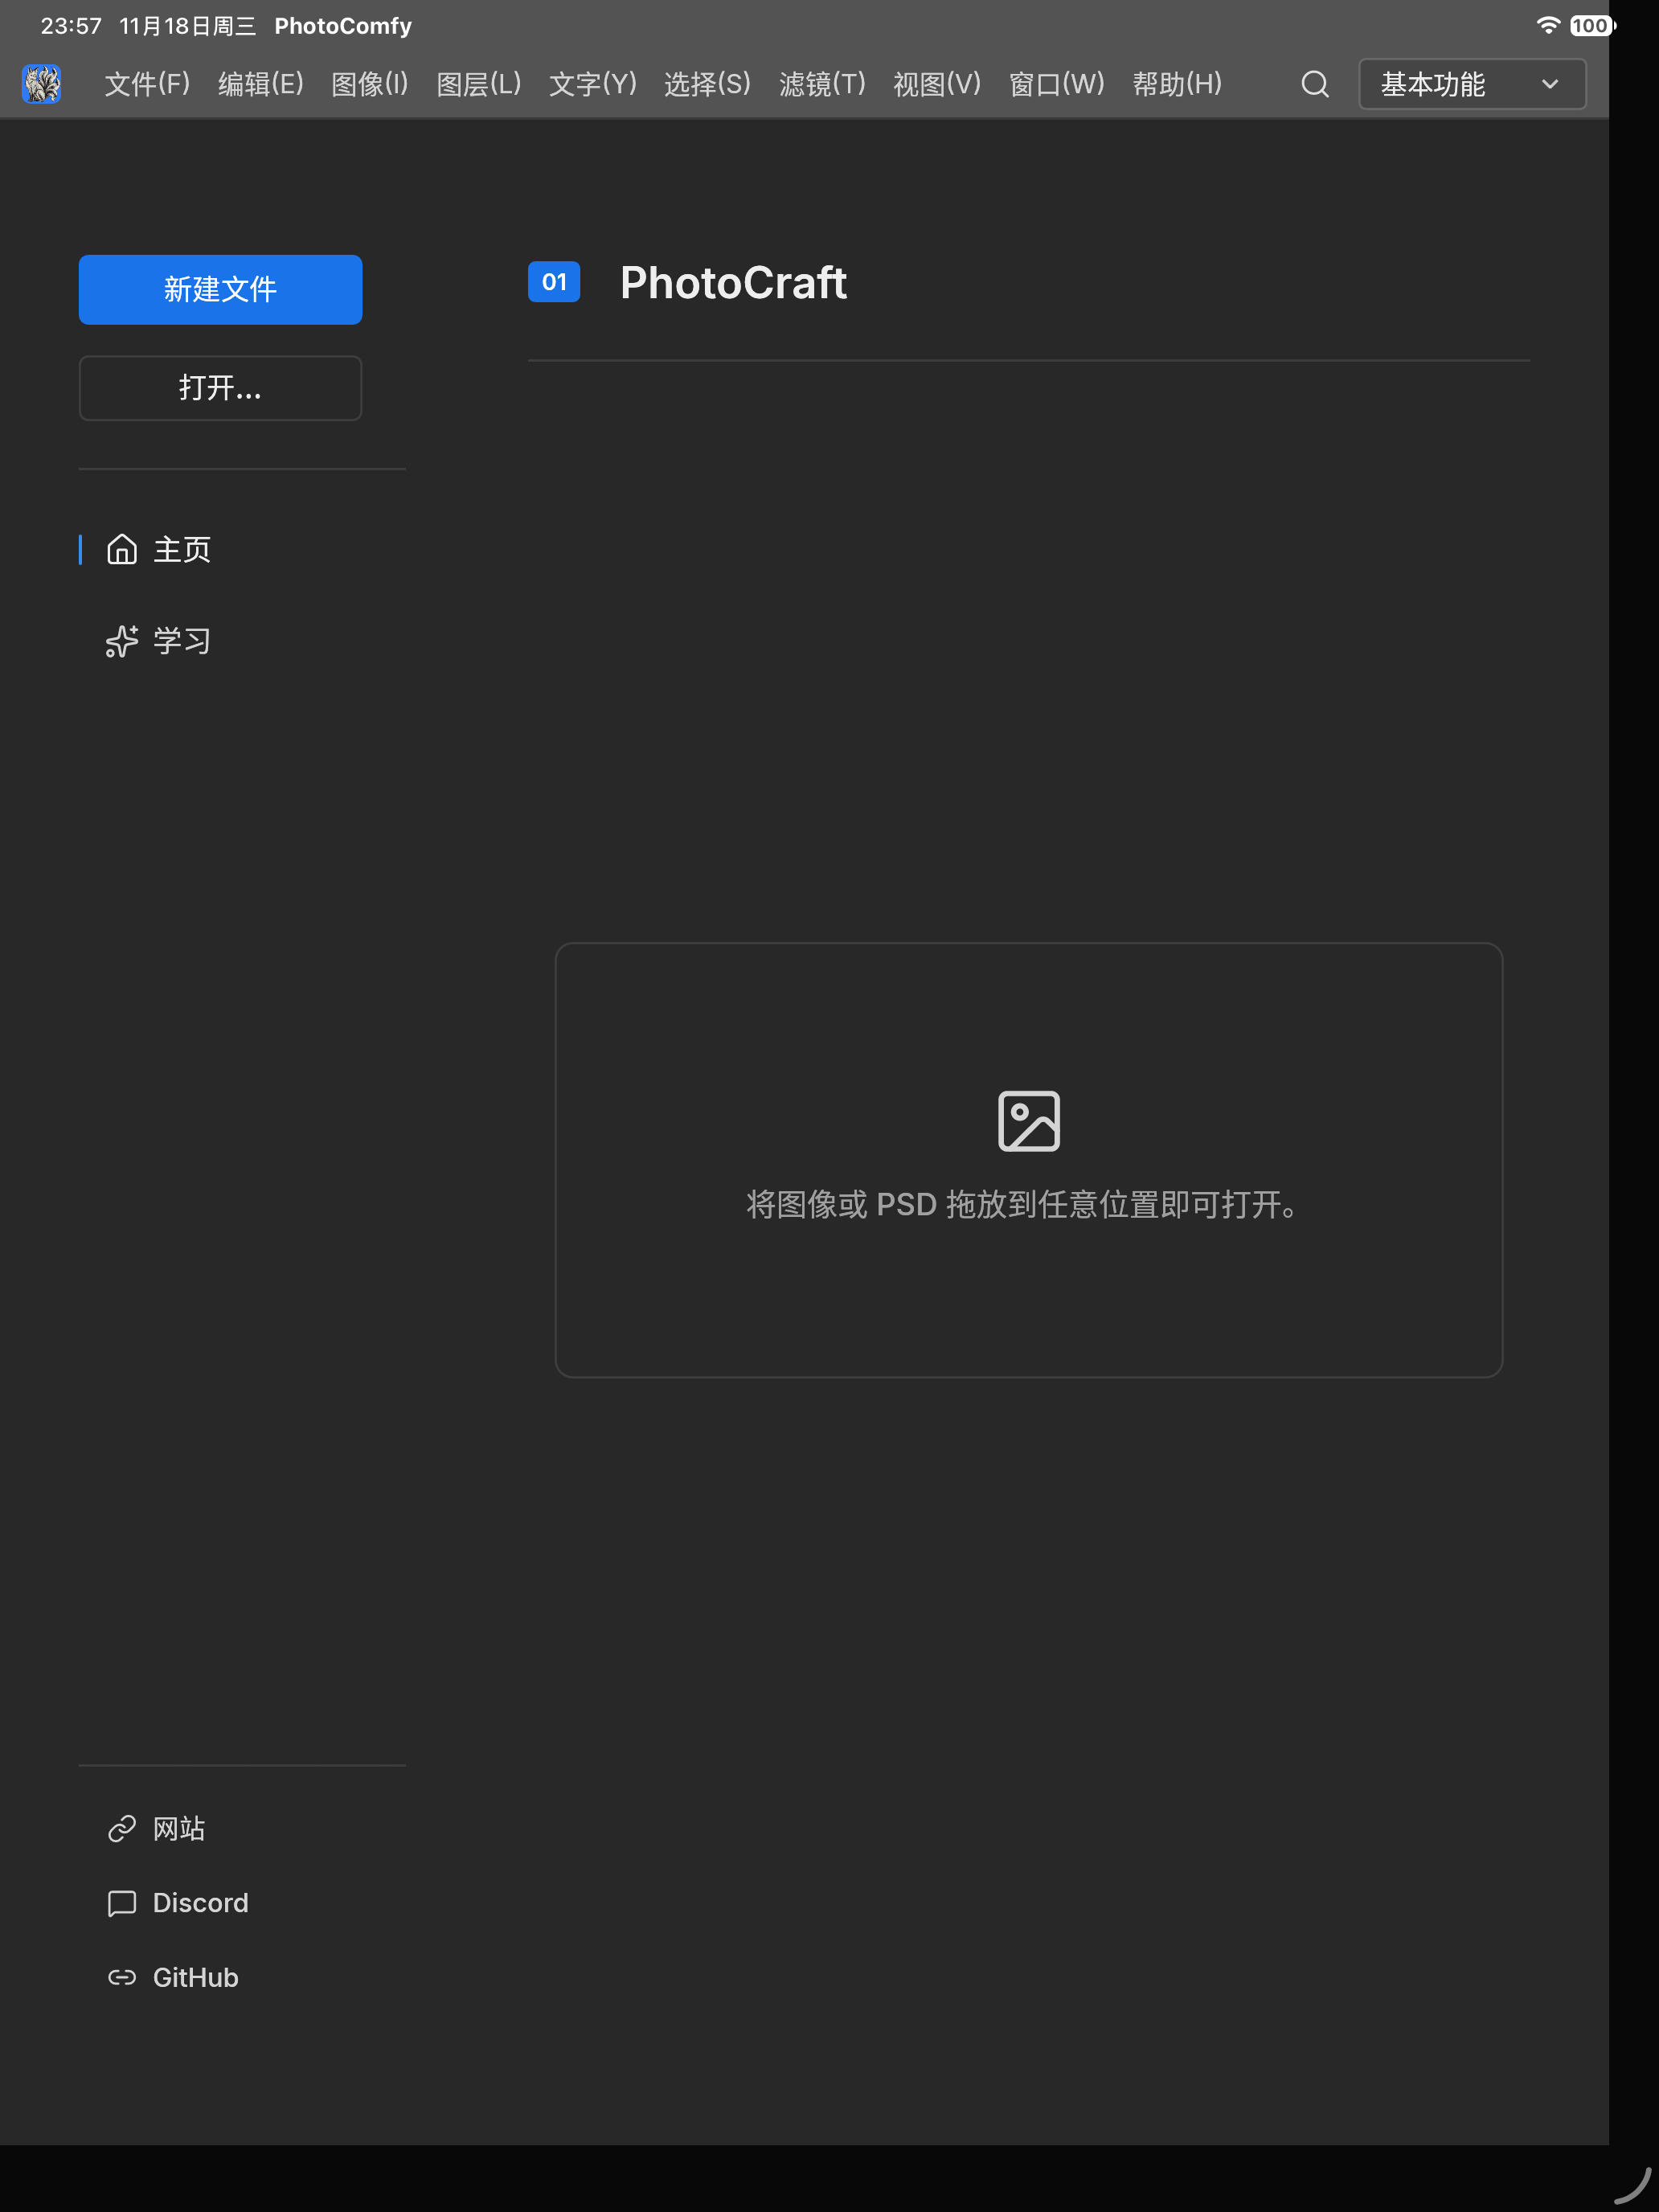 23:57 11月18日周三 PhotoComfy 100
文件(F) 编辑(E) 图像(I) 图层(L) 文字(Y) 选择(S) 滤镜(T) 视图(V) 窗口(W) 帮助(H) 基本功能
新建文件
打开...
主页
学习
01 PhotoCraft
将图像或 PSD 拖放到任意位置即可打开。
网站
Discord
GitHub